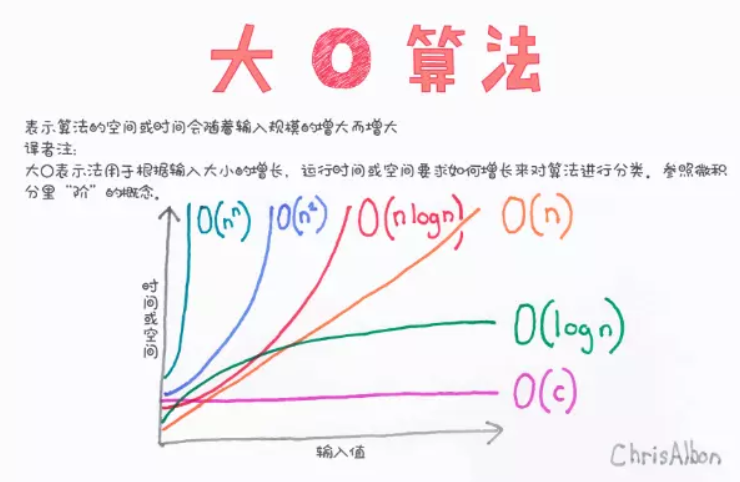 大O算法
表示算法的空间或时间会随着输入规模的增大而增大
译者注:
大O表示法用于根据输入大小的增长，运行时间或空间要求如何增长来对算法进行分类。参照微积
分里“阶”的概念。
O(nⁿ)
O(n²)
O(n log n)
O(n)
时间或空间
O(log n)
O(c)
输入值
ChrisAlbon